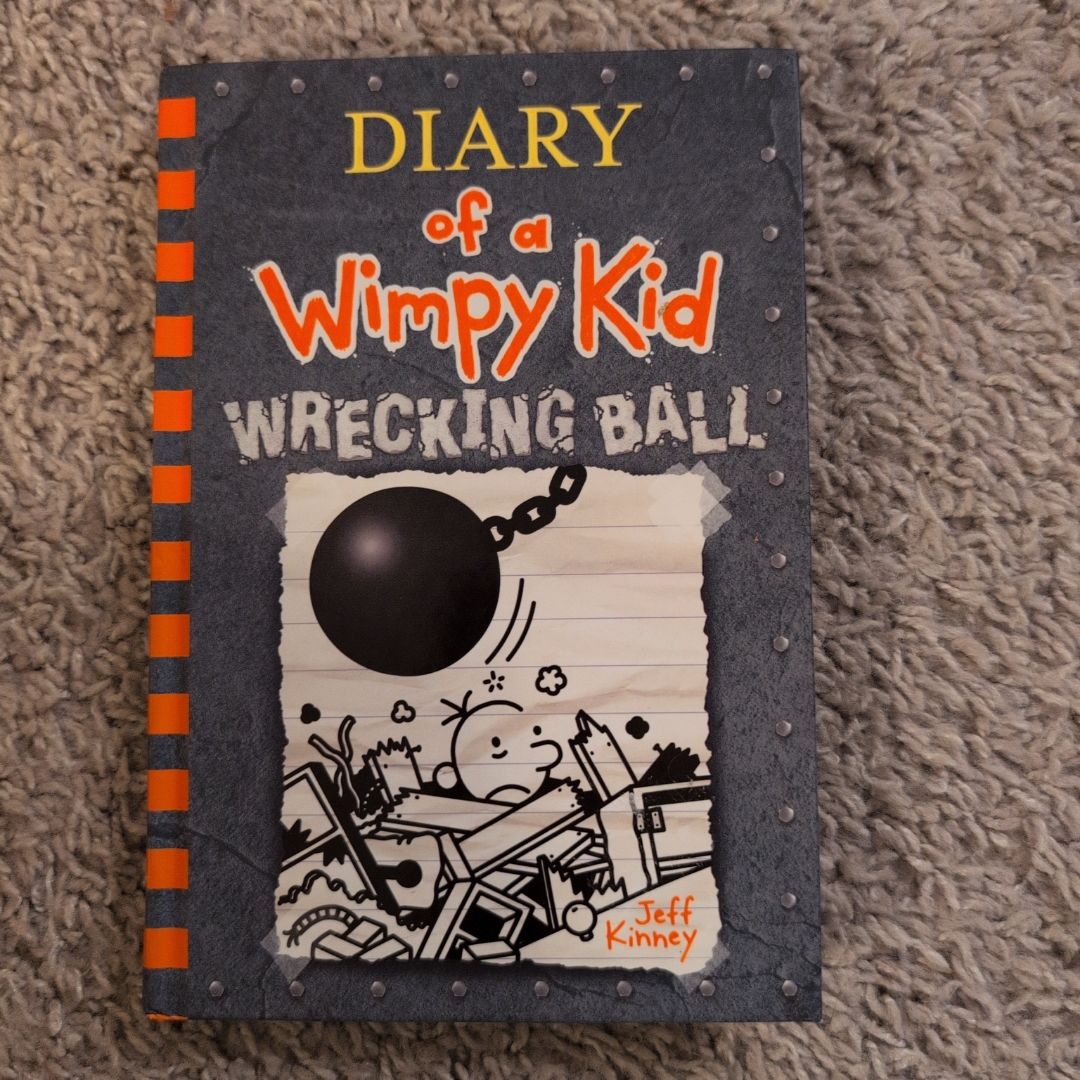 DIARY
of a
Wimpy Kid
WRECKING BALL
Jeff
Kinney